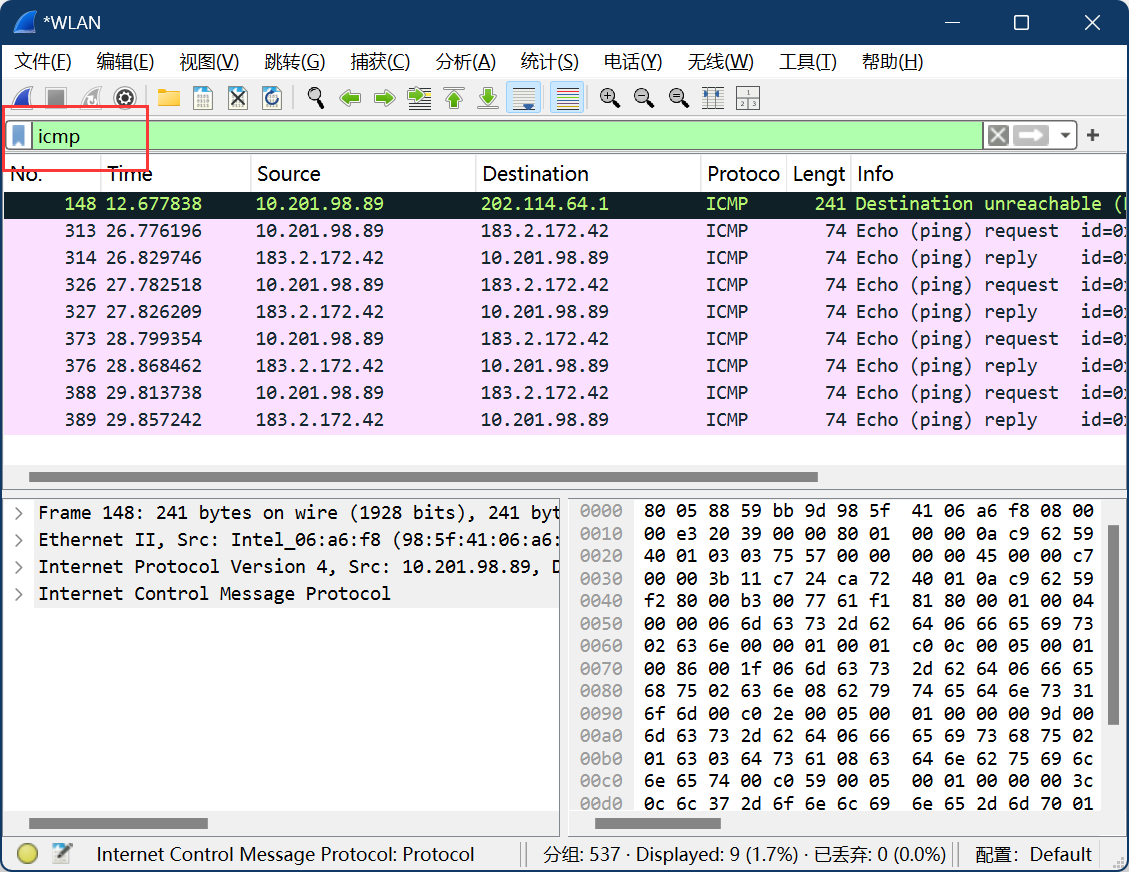 *WLAN
文件(F) 编辑(E) 视图(V) 跳转(G) 捕获(C) 分析(A) 统计(S) 电话(Y) 无线(W) 工具(T) 帮助(H)
icmp
No. Time Source Destination Protoco Lengt Info
148 12.677838 10.201.98.89 202.114.64.1 ICMP 241 Destination unreachable (
313 26.776196 10.201.98.89 183.2.172.42 ICMP 74 Echo (ping) request id=0
314 26.829746 183.2.172.42 10.201.98.89 ICMP 74 Echo (ping) reply id=0
326 27.782518 10.201.98.89 183.2.172.42 ICMP 74 Echo (ping) request id=0
327 27.826209 183.2.172.42 10.201.98.89 ICMP 74 Echo (ping) reply id=0
373 28.799354 10.201.98.89 183.2.172.42 ICMP 74 Echo (ping) request id=0
376 28.868462 183.2.172.42 10.201.98.89 ICMP 74 Echo (ping) reply id=0
388 29.813738 10.201.98.89 183.2.172.42 ICMP 74 Echo (ping) request id=0
389 29.857242 183.2.172.42 10.201.98.89 ICMP 74 Echo (ping) reply id=0
Frame 148: 241 bytes on wire (1928 bits), 241 byt
Ethernet II, Src: Intel_06:a6:f8 (98:5f:41:06:a6:
Internet Protocol Version 4, Src: 10.201.98.89, D
Internet Control Message Protocol
0000 80 05 88 59 bb 9d 98 5f 41 06 a6 f8 08 00
0010 00 e3 20 39 00 00 80 01 00 00 0a c9 62 59
0020 40 01 03 03 75 57 00 00 00 00 45 00 00 c7
0030 00 00 3b 11 c7 24 ca 72 40 01 0a c9 62 59
0040 f2 80 00 b3 00 77 61 f1 81 80 00 01 00 04
0050 00 00 06 6d 63 73 2d 62 64 06 66 65 69 73
0060 02 63 6e 00 00 01 00 01 c0 0c 00 05 00 01
0070 00 86 00 1f 06 6d 63 73 2d 62 64 06 66 65
0080 68 75 02 63 6e 08 62 79 74 65 64 6e 73 31
0090 6f 6d 00 c0 2e 00 05 00 01 00 00 00 9d 00
00a0 6d 63 73 2d 62 64 06 66 65 69 73 68 75 02
00b0 01 63 03 64 73 61 08 63 64 6e 62 75 69 6c
00c0 6e 65 74 00 c0 59 00 05 00 01 00 00 00 3c
00d0 0c 6c 37 2d 6f 6e 6c 69 6e 65 2d 6d 70 01
Internet Control Message Protocol: Protocol 分组: 537 · Displayed: 9 (1.7%) · 已丢弃: 0 (0.0%) 配置: Default